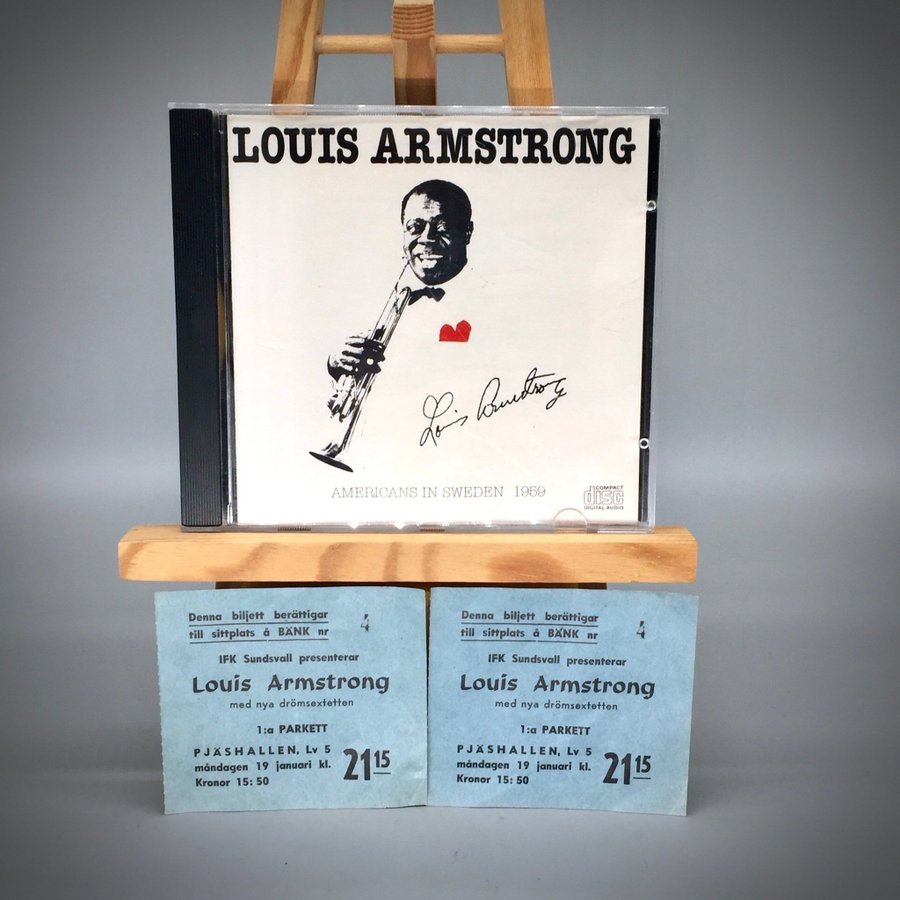 LOUIS ARMSTRONG
Louis Armstrong
AMERICANS IN SWEDEN 1959
COMPACT
disc
DIGITAL AUDIO
Denna biljett berättigar
till sittplats å BÄNK nr 4
IFK Sundsvall presenterar
Louis Armstrong
med nya drömsextetten
1:a PARKETT
PJÄSHALLEN, Lv 5
måndagen 19 januari kl. 21 15
Kronor 15:50
Denna biljett berättigar
till sittplats å BÄNK nr 4
IFK Sundsvall presenterar
Louis Armstrong
med nya drömsextetten
1:a PARKETT
PJÄSHALLEN, Lv 5
måndagen 19 januari kl. 21 15
Kronor 15:50